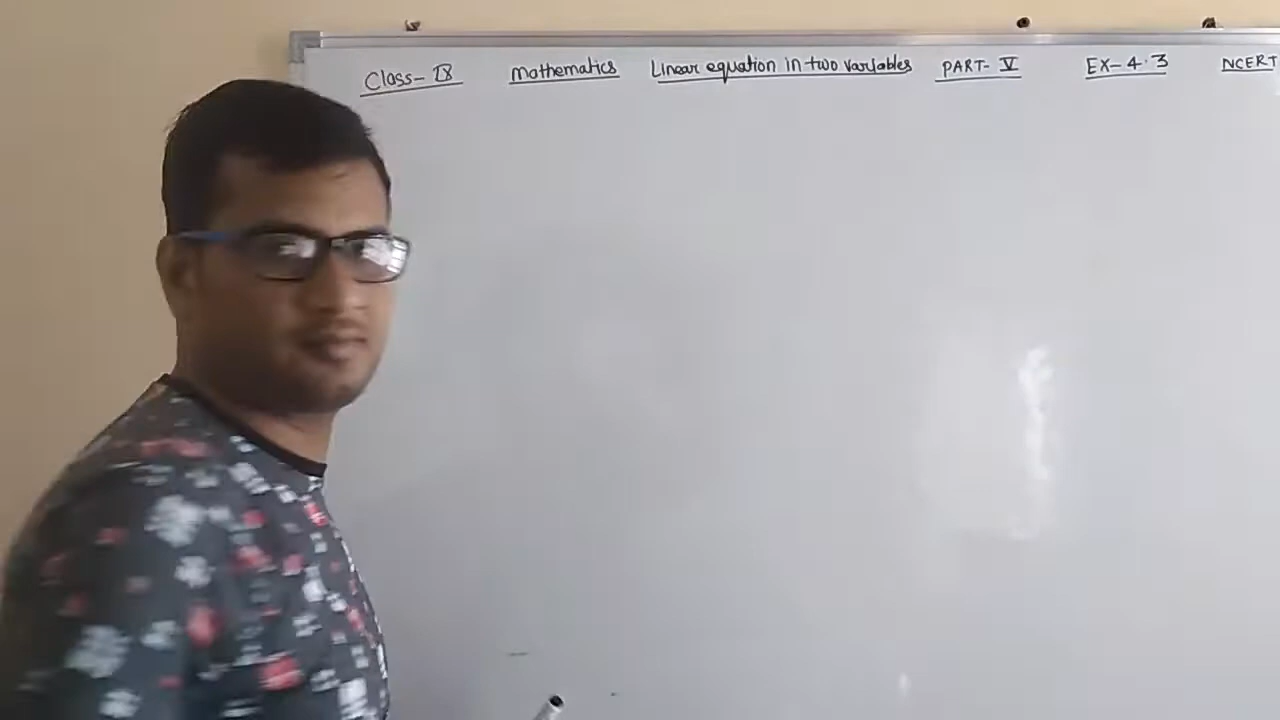 Class- IX Mathematics Linear equation in two variables PART- V EX- 4.3 NCERT